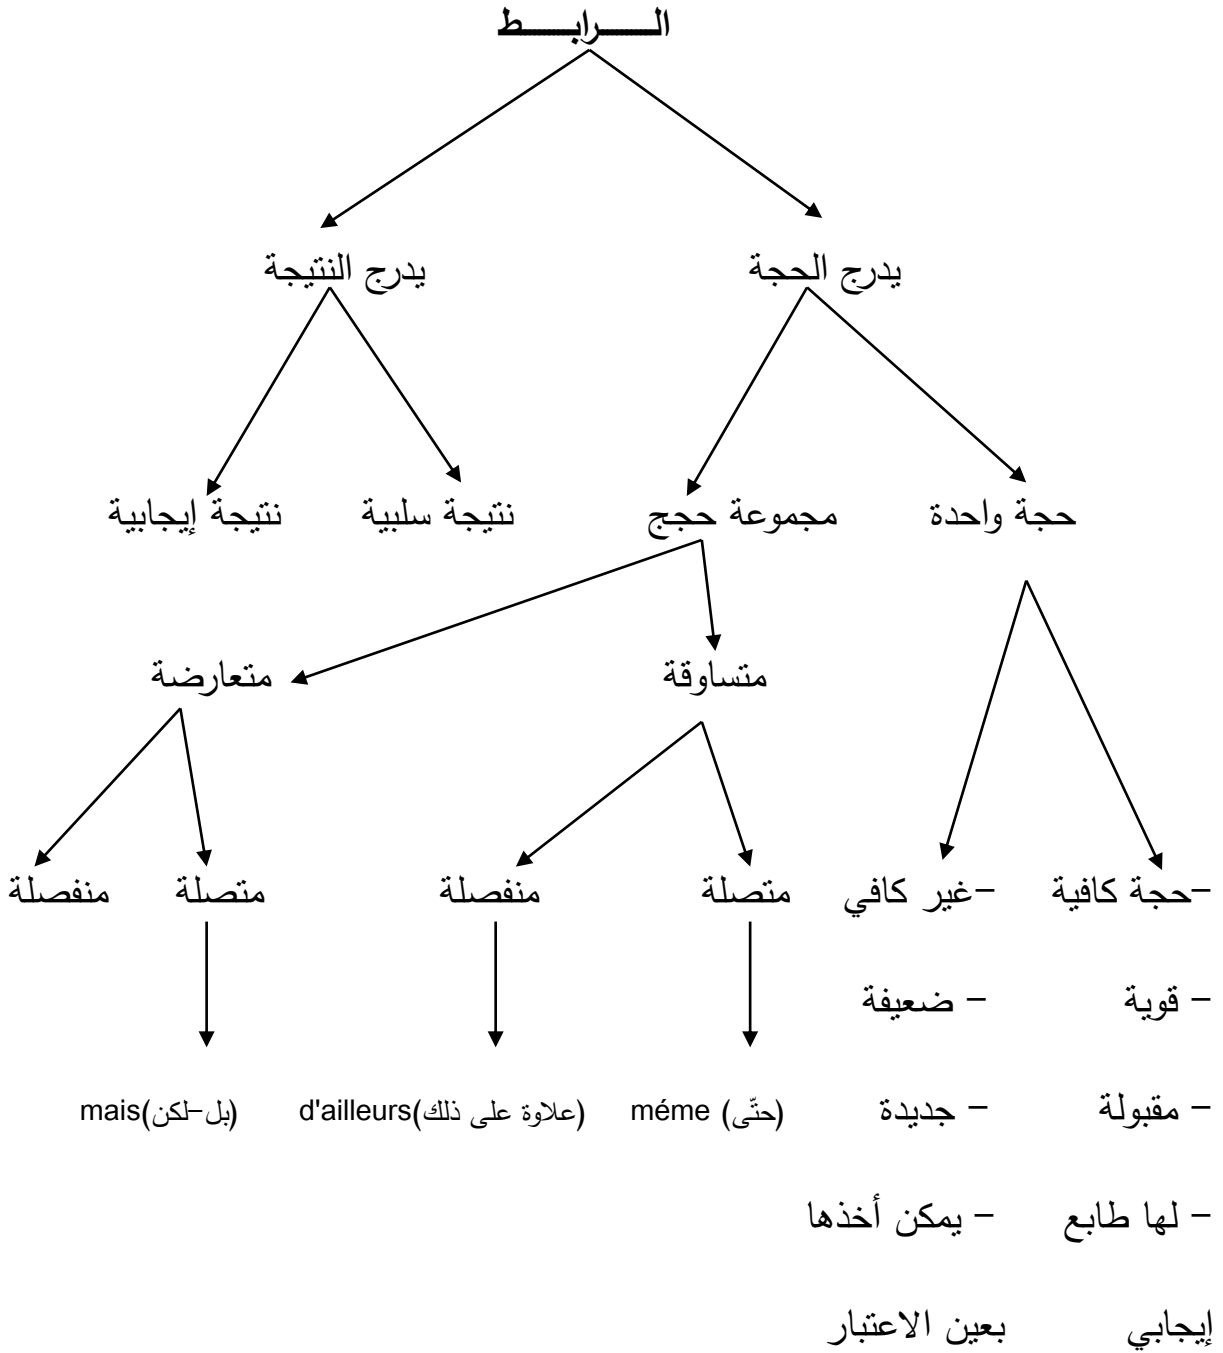 الـــــرابـــــط
يدرج الحجة يدرج النتيجة
حجة واحدة مجموعة حجج نتيجة سلبية نتيجة إيجابية
متساوقة متعارضة
-حجة كافية -غير كافي متصلة منفصلة متصلة منفصلة
- قوية - ضعيفة
- مقبولة - جديدة (حتّى) méme (علاوة على ذلك)d'ailleurs (بل-لكن)mais
- لها طابع - يمكن أخذها
إيجابي بعين الاعتبار